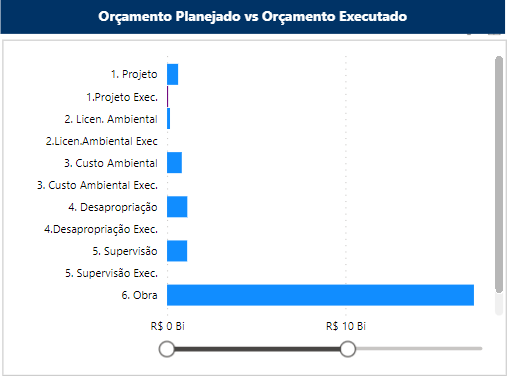 Orçamento Planejado vs Orçamento Executado
1. Projeto
1.Projeto Exec.
2. Licen. Ambiental
2.Licen.Ambiental Exec
3. Custo Ambiental
3. Custo Ambiental Exec.
4. Desapropriação
4.Desapropriação Exec.
5. Supervisão
5. Supervisão Exec.
6. Obra
R$ 0 Bi R$ 10 Bi